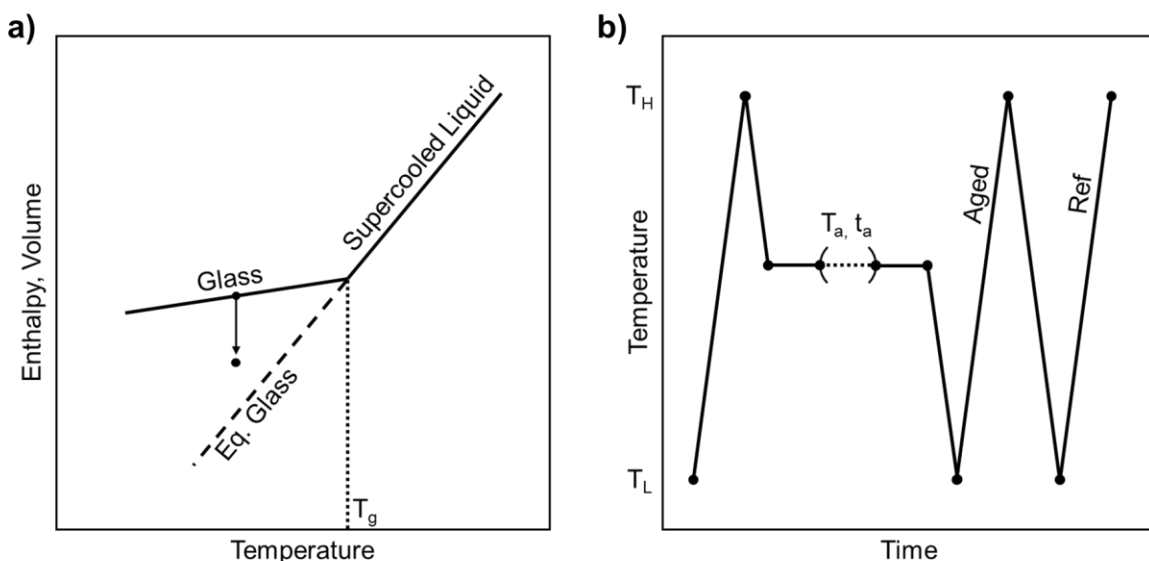 a)
Enthalpy, Volume
Glass
Supercooled Liquid
Eq. Glass
Tg
Temperature
b)
Temperature
TH
TL
Ta, ta
Aged
Ref
Time